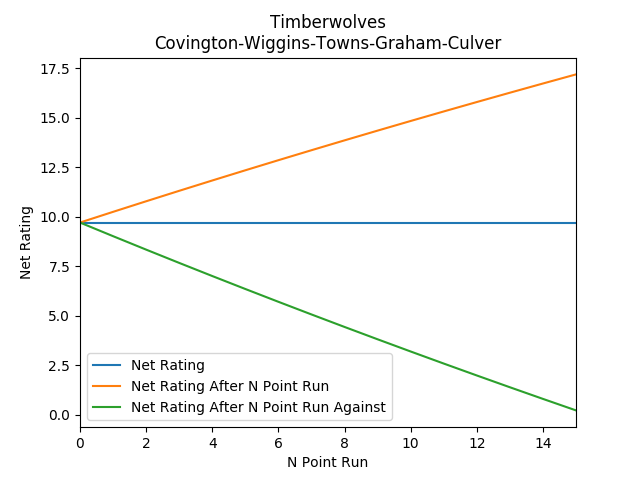 Timberwolves
Covington-Wiggins-Towns-Graham-Culver
17.5
15.0
12.5
10.0
7.5
5.0
2.5
0.0
Net Rating
Net Rating
Net Rating After N Point Run
Net Rating After N Point Run Against
0 2 4 6 8 10 12 14
N Point Run